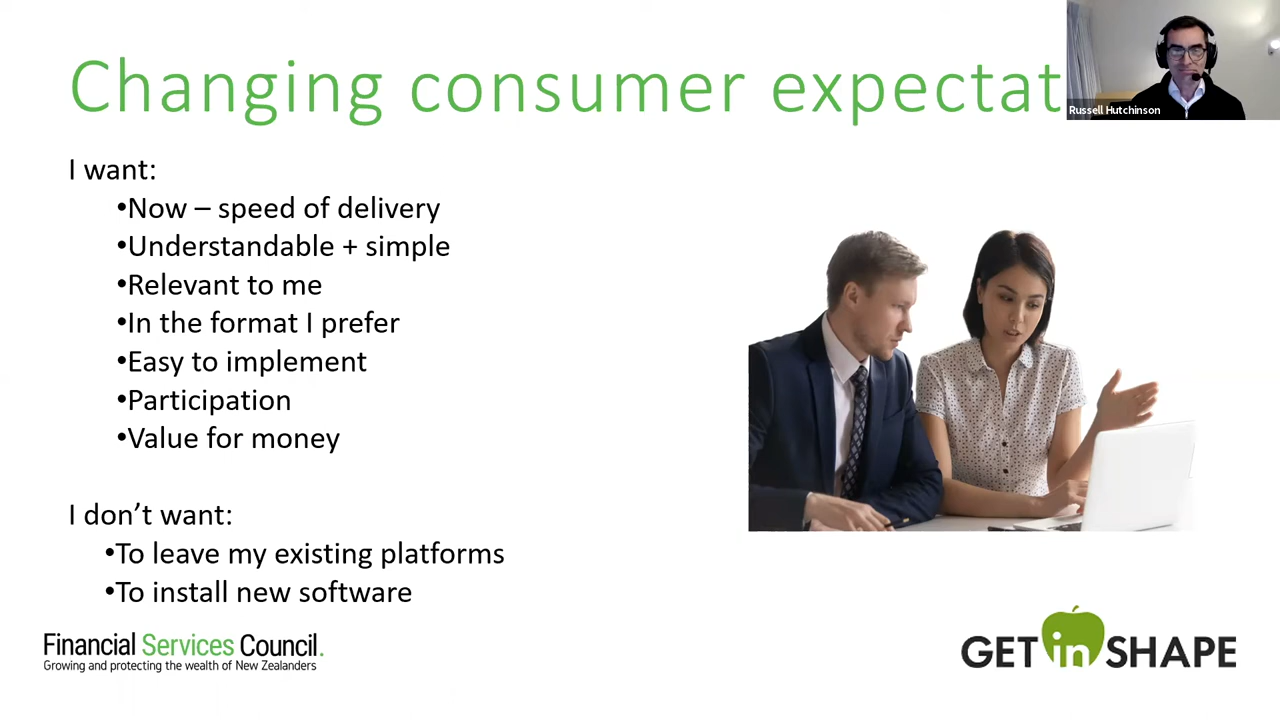 Changing consumer expectat
Russell Hutchinson
I want:
•Now – speed of delivery
•Understandable + simple
•Relevant to me
•In the format I prefer
•Easy to implement
•Participation
•Value for money
I don’t want:
•To leave my existing platforms
•To install new software
Financial Services Council.
Growing and protecting the wealth of New Zealanders
GET in SHAPE